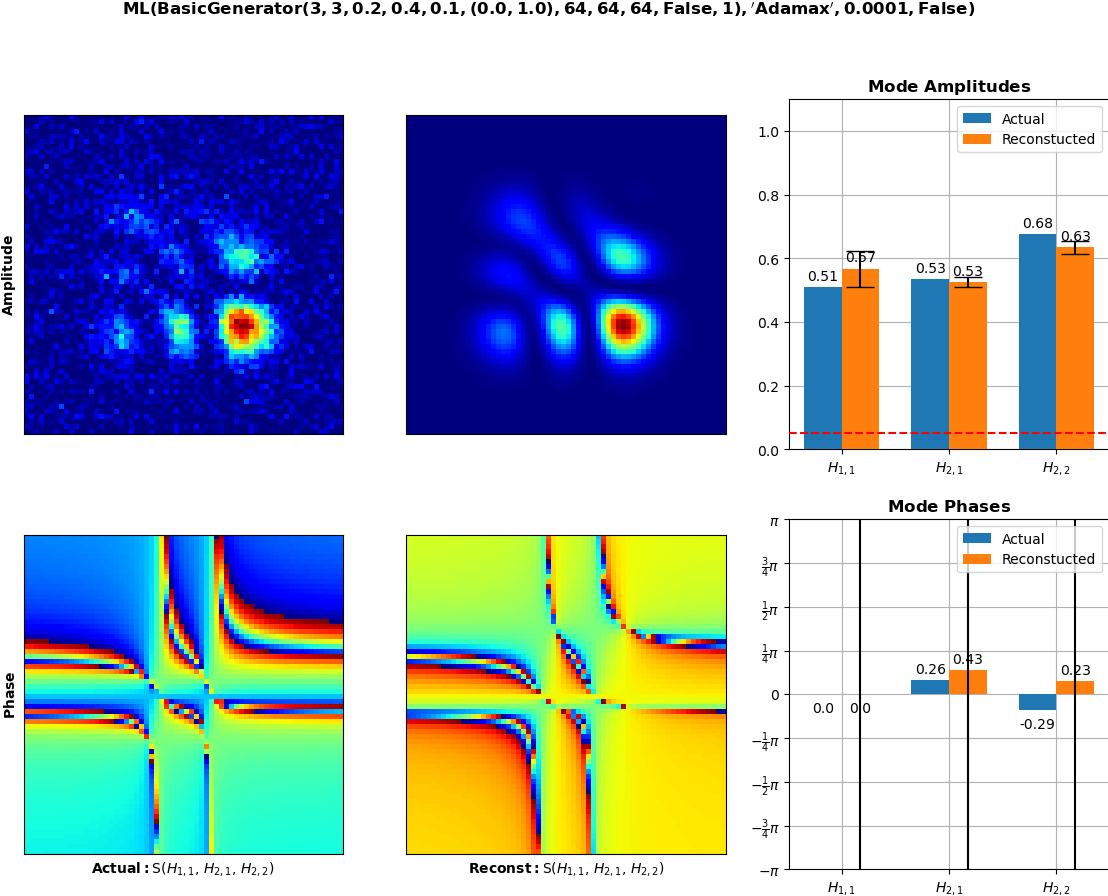 ML(BasicGenerator(3, 3, 0.2, 0.4, 0.1, (0.0, 1.0), 64, 64, 64, False, 1), ′Adamax′, 0.0001, False)
Amplitude
Mode Amplitudes
Actual
Reconstucted
1.0
0.8
0.6
0.4
0.2
0.0
0.51
0.57
0.53
0.53
0.68
0.63
H₁,₁
H₂,₁
H₂,₂
Phase
Actual: S(H₁,₁, H₂,₁, H₂,₂)
Reconst: S(H₁,₁, H₂,₁, H₂,₂)
Mode Phases
Actual
Reconstucted
π
¾π
½π
¼π
0
−¼π
−½π
−¾π
−π
0.0
0.0
0.26
0.43
-0.29
0.23
H₁,₁
H₂,₁
H₂,₂